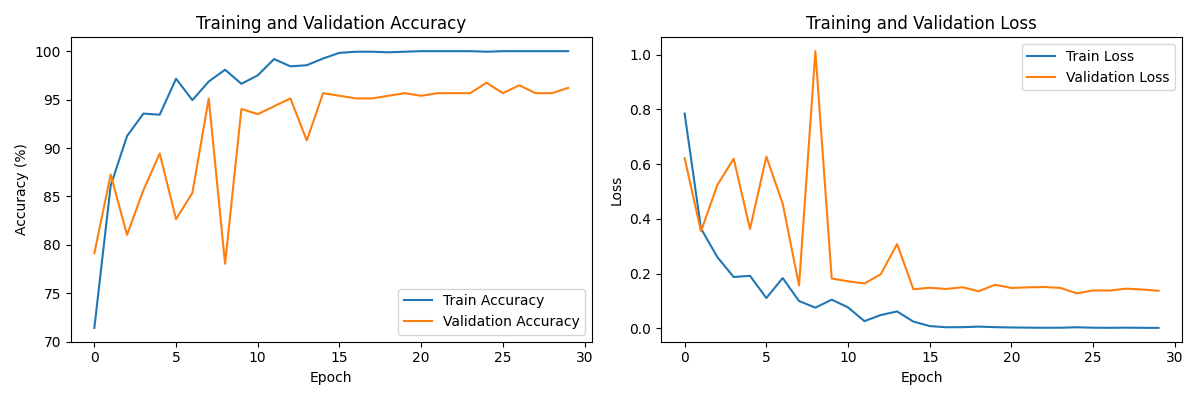 Training and Validation Accuracy
Accuracy (%)
100
95
90
85
80
75
70
0 5 10 15 20 25 30
Epoch
Train Accuracy
Validation Accuracy
Training and Validation Loss
Loss
1.0
0.8
0.6
0.4
0.2
0.0
0 5 10 15 20 25 30
Epoch
Train Loss
Validation Loss